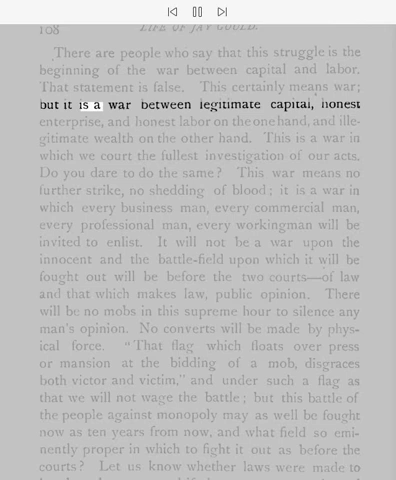 108 LIFE OF JAY GOULD.
There are people who say that this struggle is the
beginning of the war between capital and labor.
That statement is false. This certainly means war;
but it is a war between legitimate capital, honest
enterprise, and honest labor on the one hand, and ille-
gitimate wealth on the other hand. This is a war in
which we court the fullest investigation of our acts.
Do you dare to do the same? This war means no
further strike, no shedding of blood; it is a war in
which every business man, every commercial man,
every professional man, every workingman will be
invited to enlist. It will not be a war upon the
innocent and the battle-field upon which it will be
fought out will be before the two courts—of law
and that which makes law, public opinion. There
will be no mobs in this supreme hour to silence any
man's opinion. No converts will be made by phys-
ical force. "That flag which floats over press
or mansion at the bidding of a mob, disgraces
both victor and victim," and under such a flag as
that we will not wage the battle; but this battle of
the people against monopoly may as well be fought
now as ten years from now, and what field so emi-
nently proper in which to fight it out as before the
courts? Let us know whether laws were made to